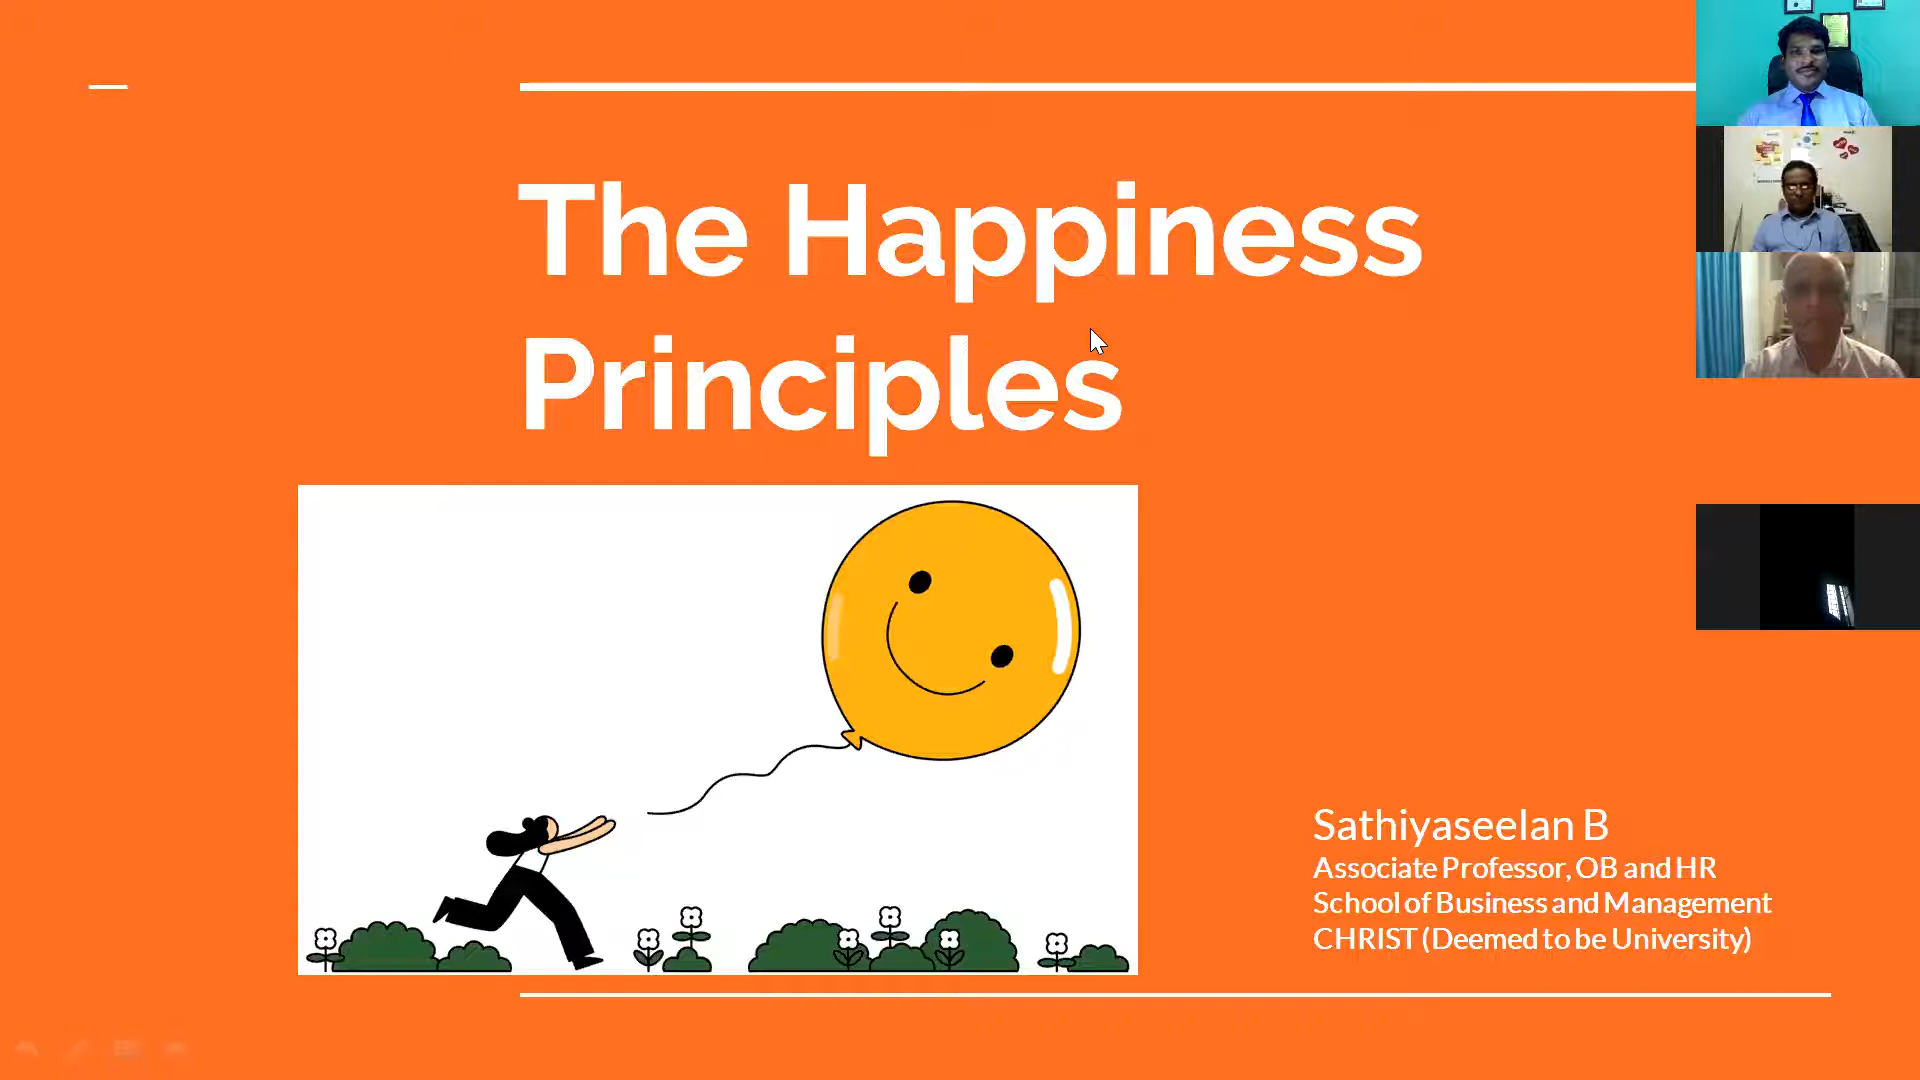 The Happiness
Principles
Sathiyaseelan B
Associate Professor, OB and HR
School of Business and Management
CHRIST (Deemed to be University)